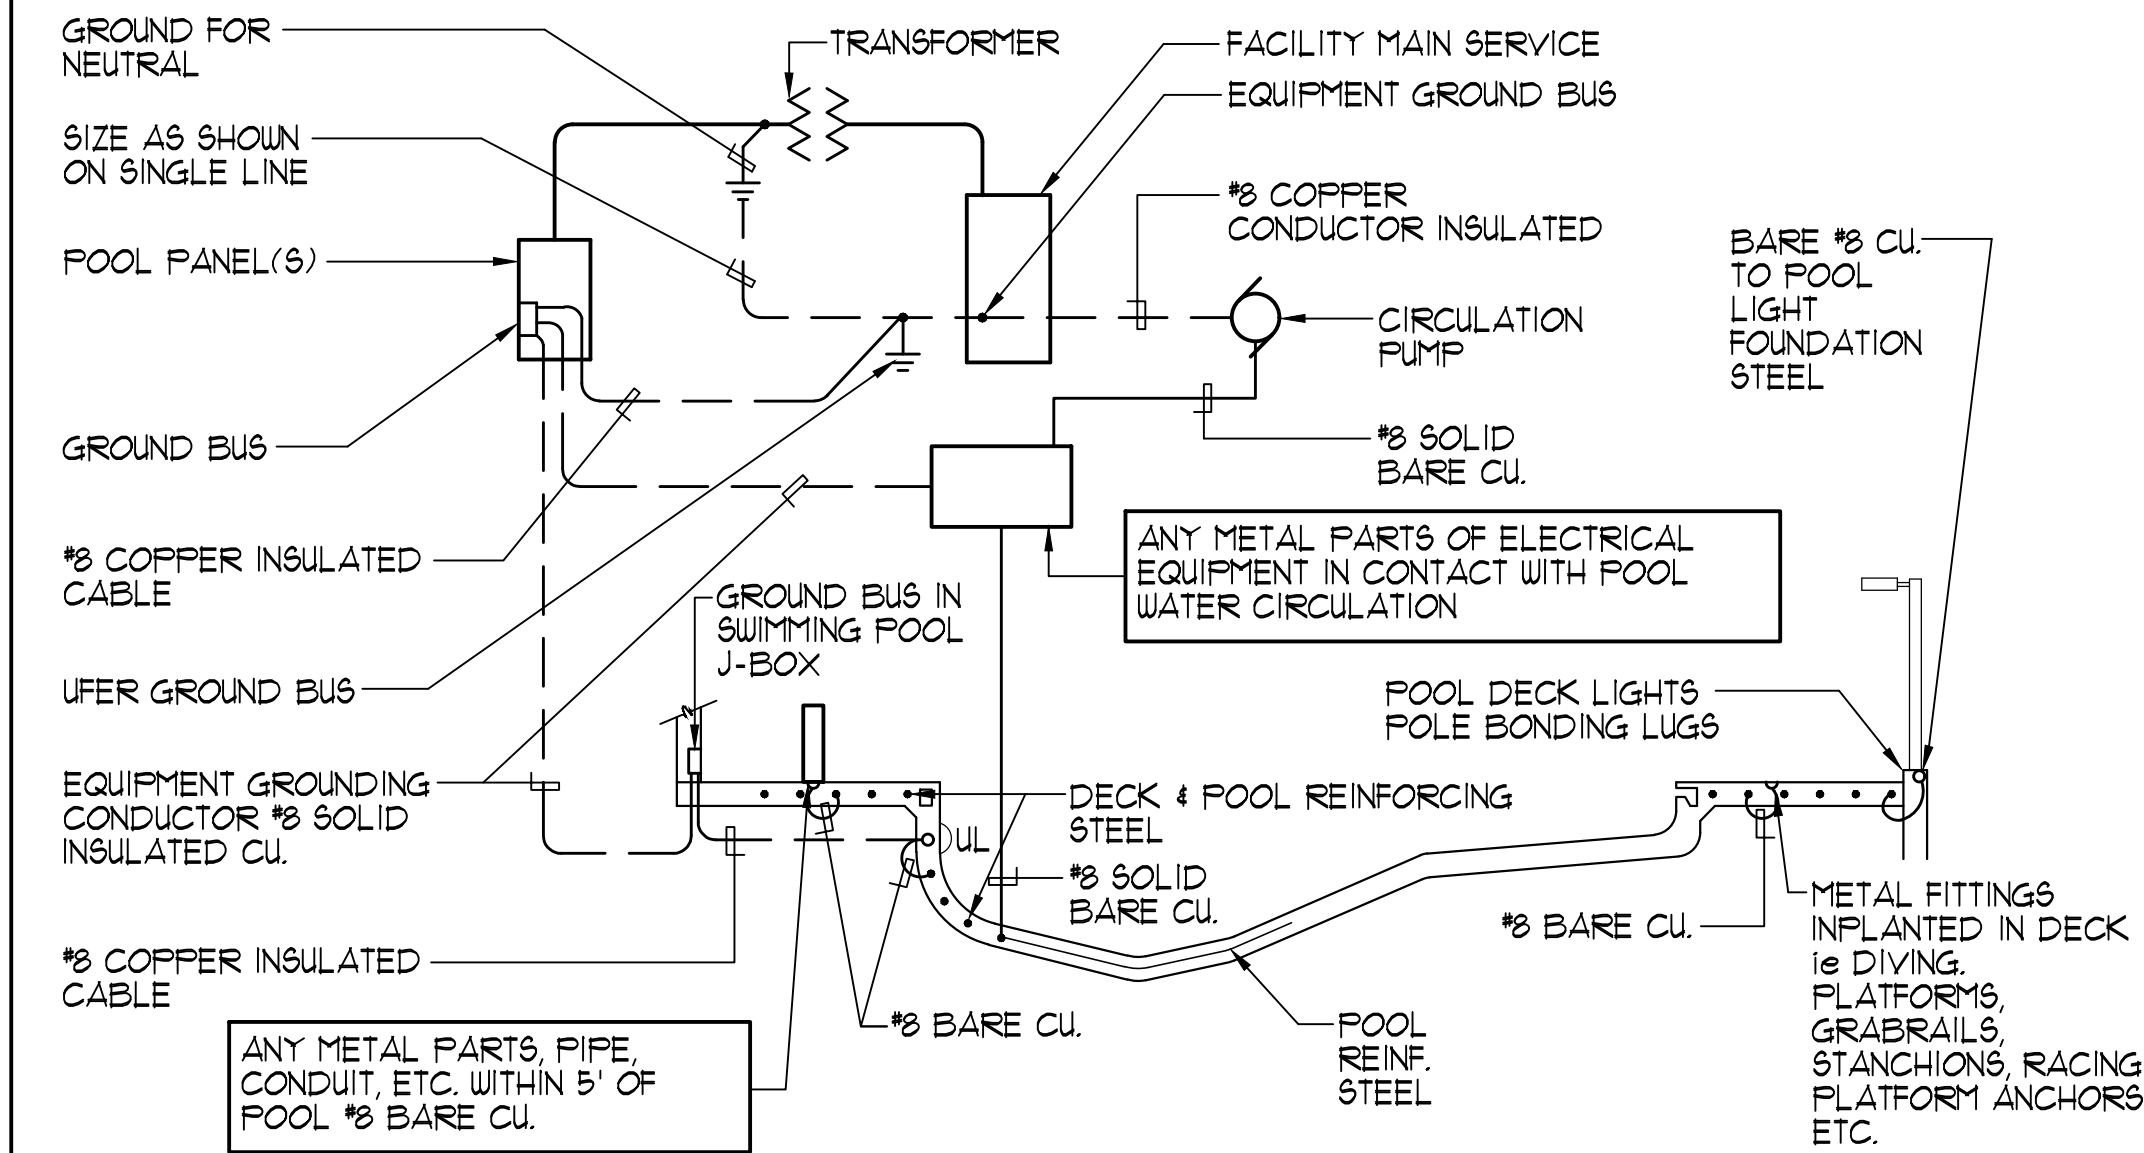 GROUND FOR
NEUTRAL
TRANSFORMER
FACILITY MAIN SERVICE
EQUIPMENT GROUND BUS
SIZE AS SHOWN
ON SINGLE LINE
#8 COPPER
CONDUCTOR INSULATED
POOL PANEL(S)
BARE #8 CU.
TO POOL
LIGHT
FOUNDATION
STEEL
CIRCULATION
PUMP
GROUND BUS
#8 SOLID
BARE CU.
#8 COPPER INSULATED
CABLE
ANY METAL PARTS OF ELECTRICAL
EQUIPMENT IN CONTACT WITH POOL
WATER CIRCULATION
GROUND BUS IN
SWIMMING POOL
J-BOX
UFER GROUND BUS
POOL DECK LIGHTS
POLE BONDING LUGS
EQUIPMENT GROUNDING
CONDUCTOR #8 SOLID
INSULATED CU.
DECK & POOL REINFORCING
STEEL
UL
#8 SOLID
BARE CU.
#8 BARE CU.
METAL FITTINGS
INPLANTED IN DECK
ie DIVING.
PLATFORMS,
GRABRAILS,
STANCHIONS, RACING
PLATFORM ANCHORS
ETC.
#8 COPPER INSULATED
CABLE
#8 BARE CU.
POOL
REINF.
STEEL
ANY METAL PARTS, PIPE,
CONDUIT, ETC. WITHIN 5' OF
POOL #8 BARE CU.